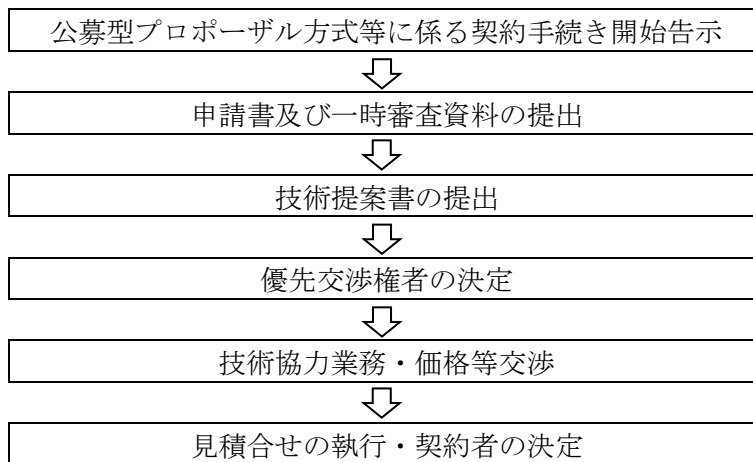 公募型プロポーザル方式等に係る契約手続き開始告示
申請書及び一時審査資料の提出
技術提案書の提出
優先交渉権者の決定
技術協力業務・価格等交渉
見積合せの執行・契約者の決定